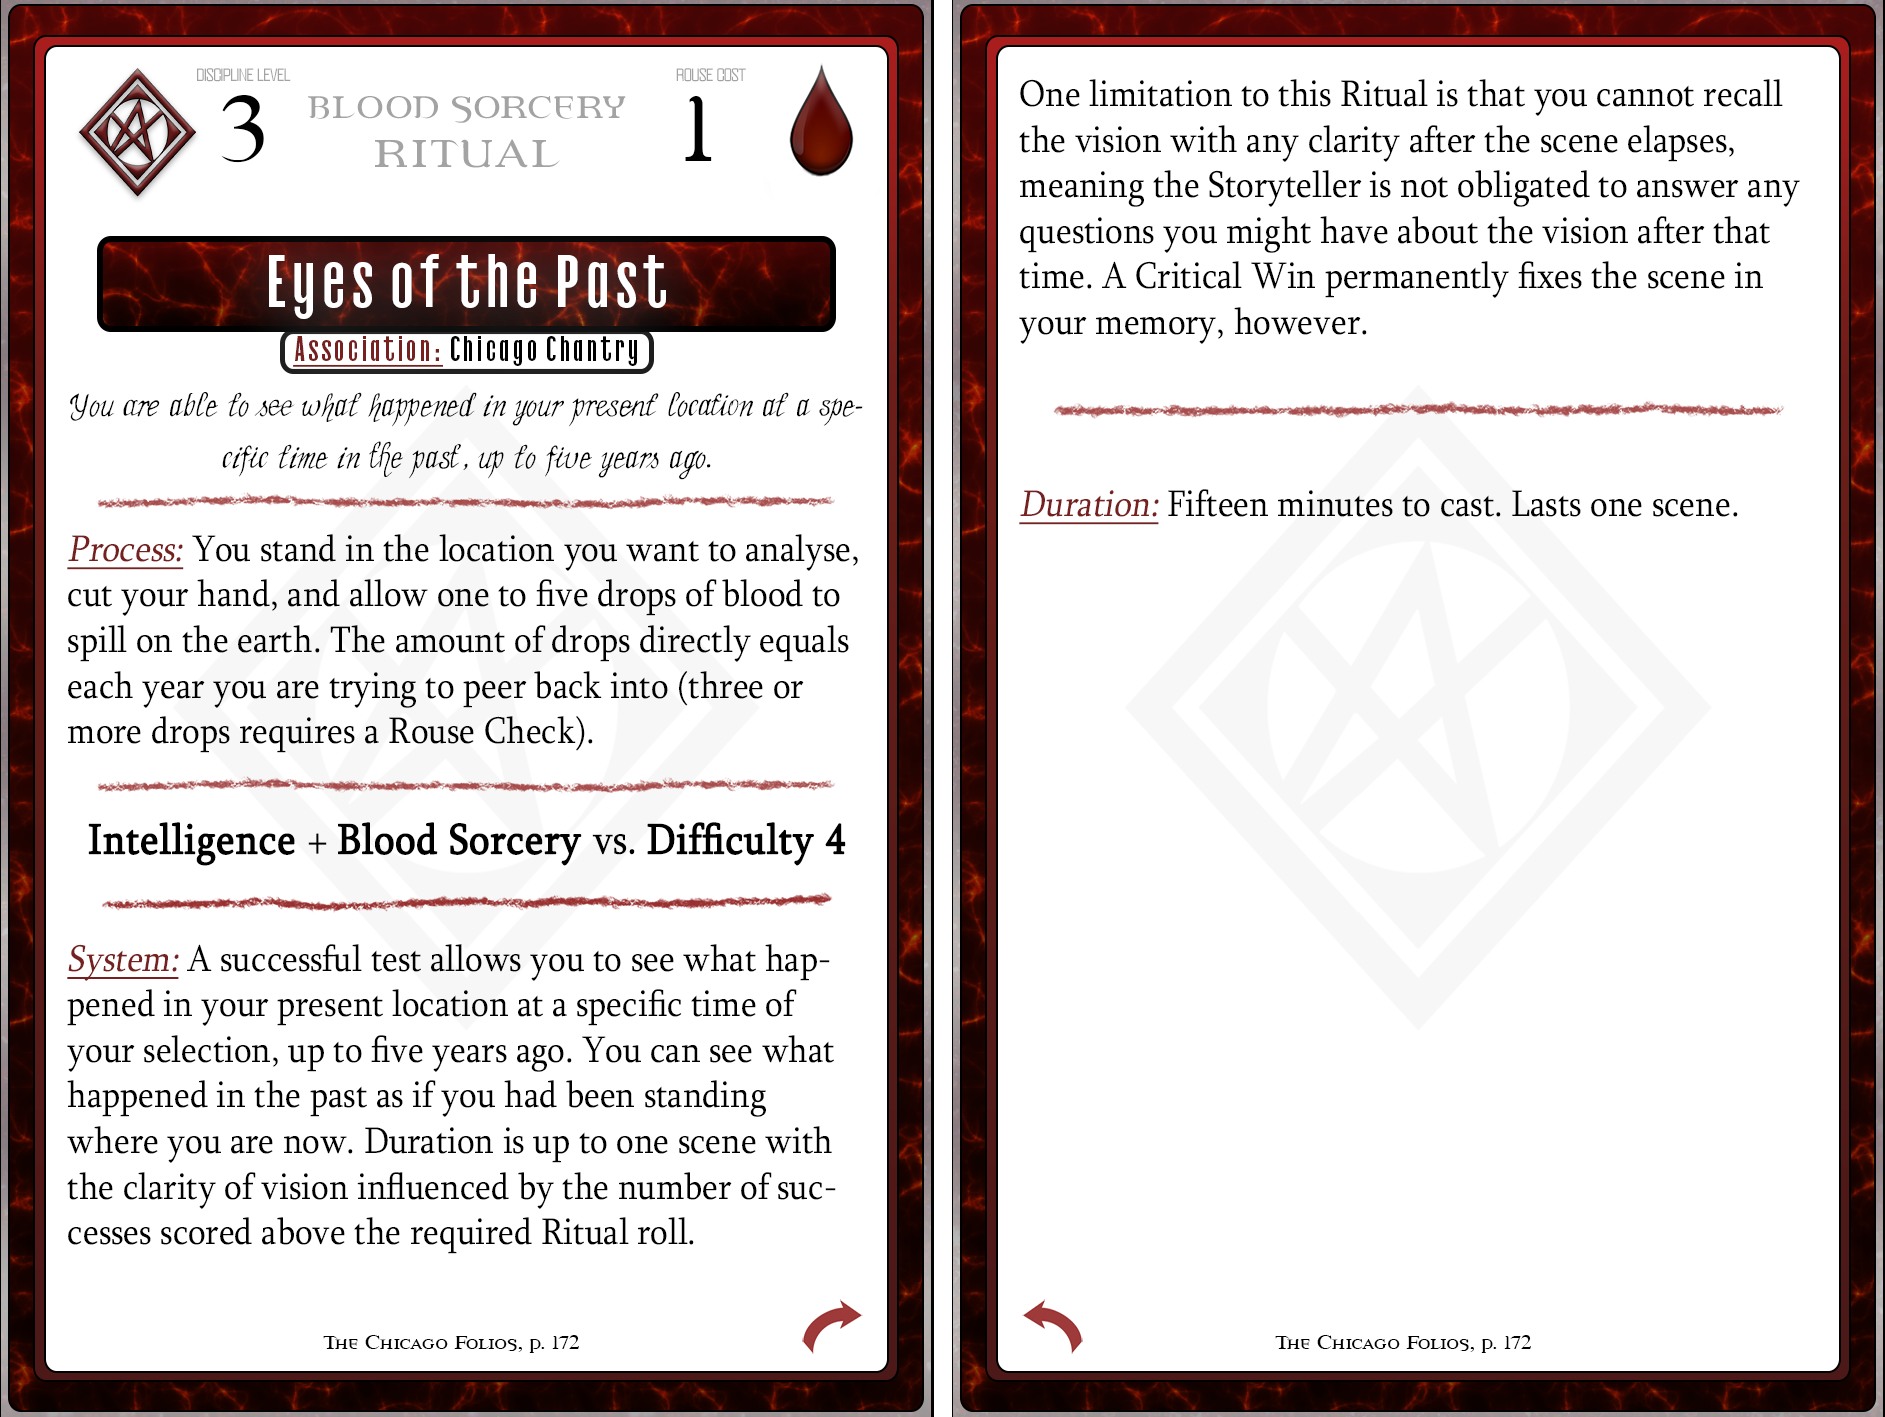 DISCIPLINE LEVEL
3
BLOOD SORCERY
RITUAL
ROUSE COST
1
Eyes of the Past
Association: Chicago Chantry
You are able to see what happened in your present location at a spe-
cific time in the past, up to five years ago.
Process: You stand in the location you want to analyse,
cut your hand, and allow one to five drops of blood to
spill on the earth. The amount of drops directly equals
each year you are trying to peer back into (three or
more drops requires a Rouse Check).
Intelligence + Blood Sorcery vs. Difficulty 4
System: A successful test allows you to see what hap-
pened in your present location at a specific time of
your selection, up to five years ago. You can see what
happened in the past as if you had been standing
where you are now. Duration is up to one scene with
the clarity of vision influenced by the number of suc-
cesses scored above the required Ritual roll.
The Chicago Folios, p. 172
One limitation to this Ritual is that you cannot recall
the vision with any clarity after the scene elapses,
meaning the Storyteller is not obligated to answer any
questions you might have about the vision after that
time. A Critical Win permanently fixes the scene in
your memory, however.
Duration: Fifteen minutes to cast. Lasts one scene.
The Chicago Folios, p. 172